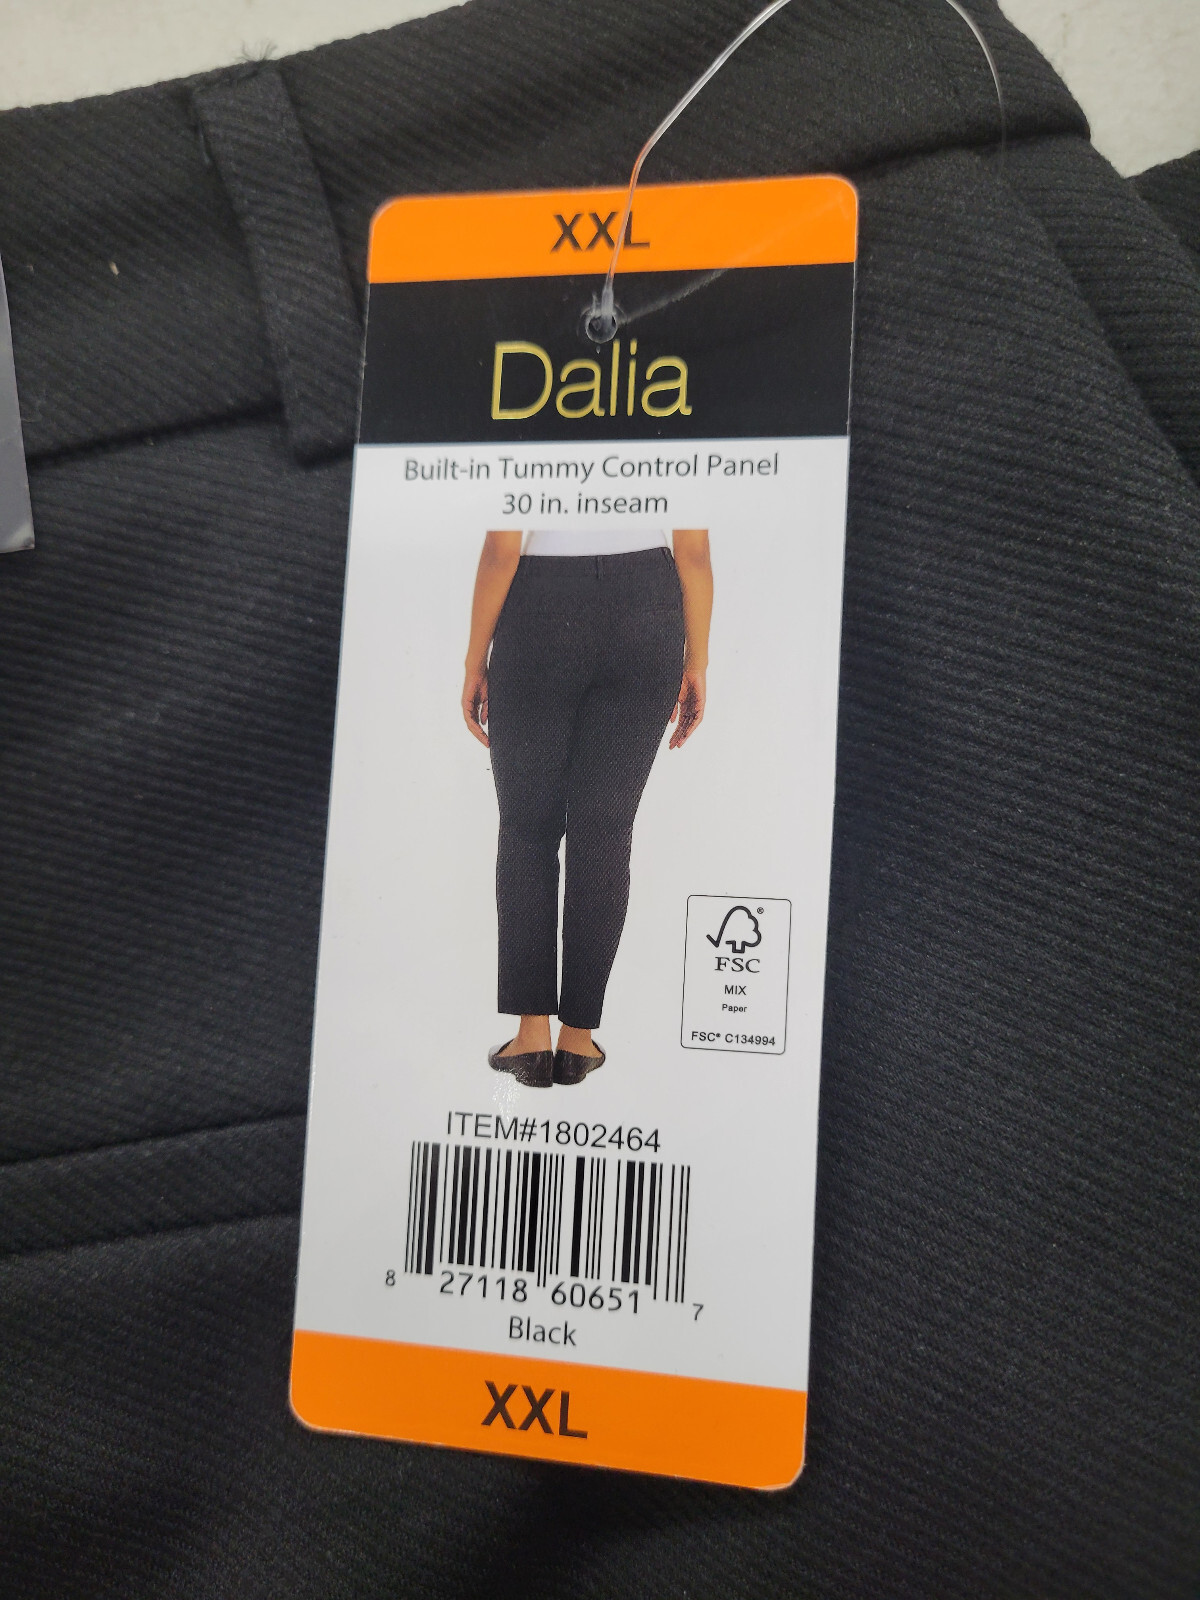 XXL
Dalia
Built-in Tummy Control Panel
30 in. inseam
®
FSC
MIX
Paper
FSC® C134994
ITEM#1802464
8 27118 60651 7
Black
XXL